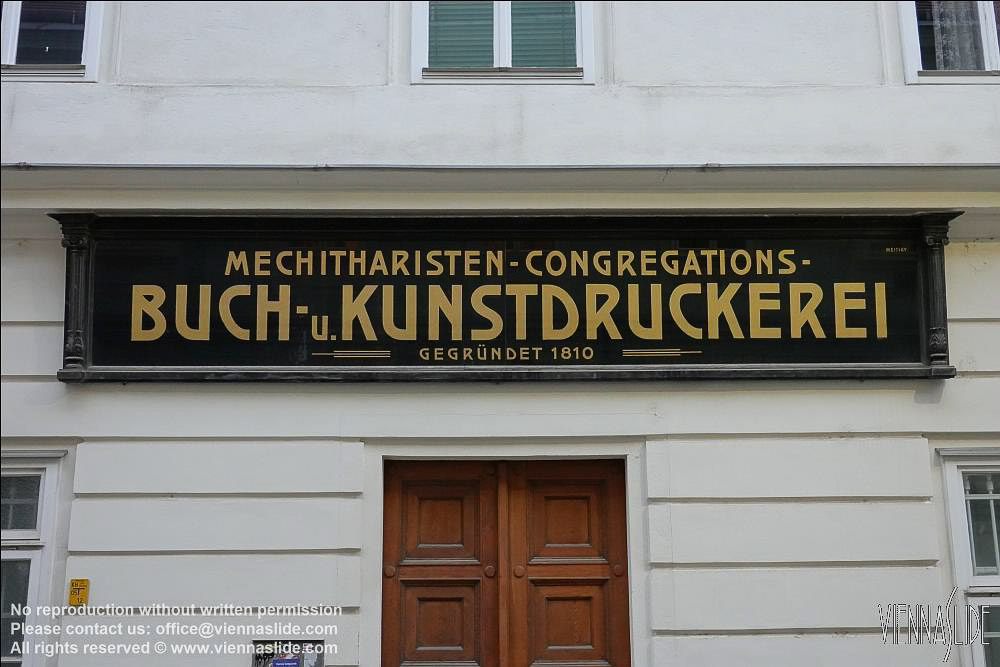 MECHITHARISTEN-CONGREGATIONS-
BUCH- u. KUNSTDRUCKEREI
GEGRÜNDET 1810
No reproduction without written permission
Please contact us: office@viennaslide.com
All rights reserved © www.viennaslide.com
VIENNASLIDE